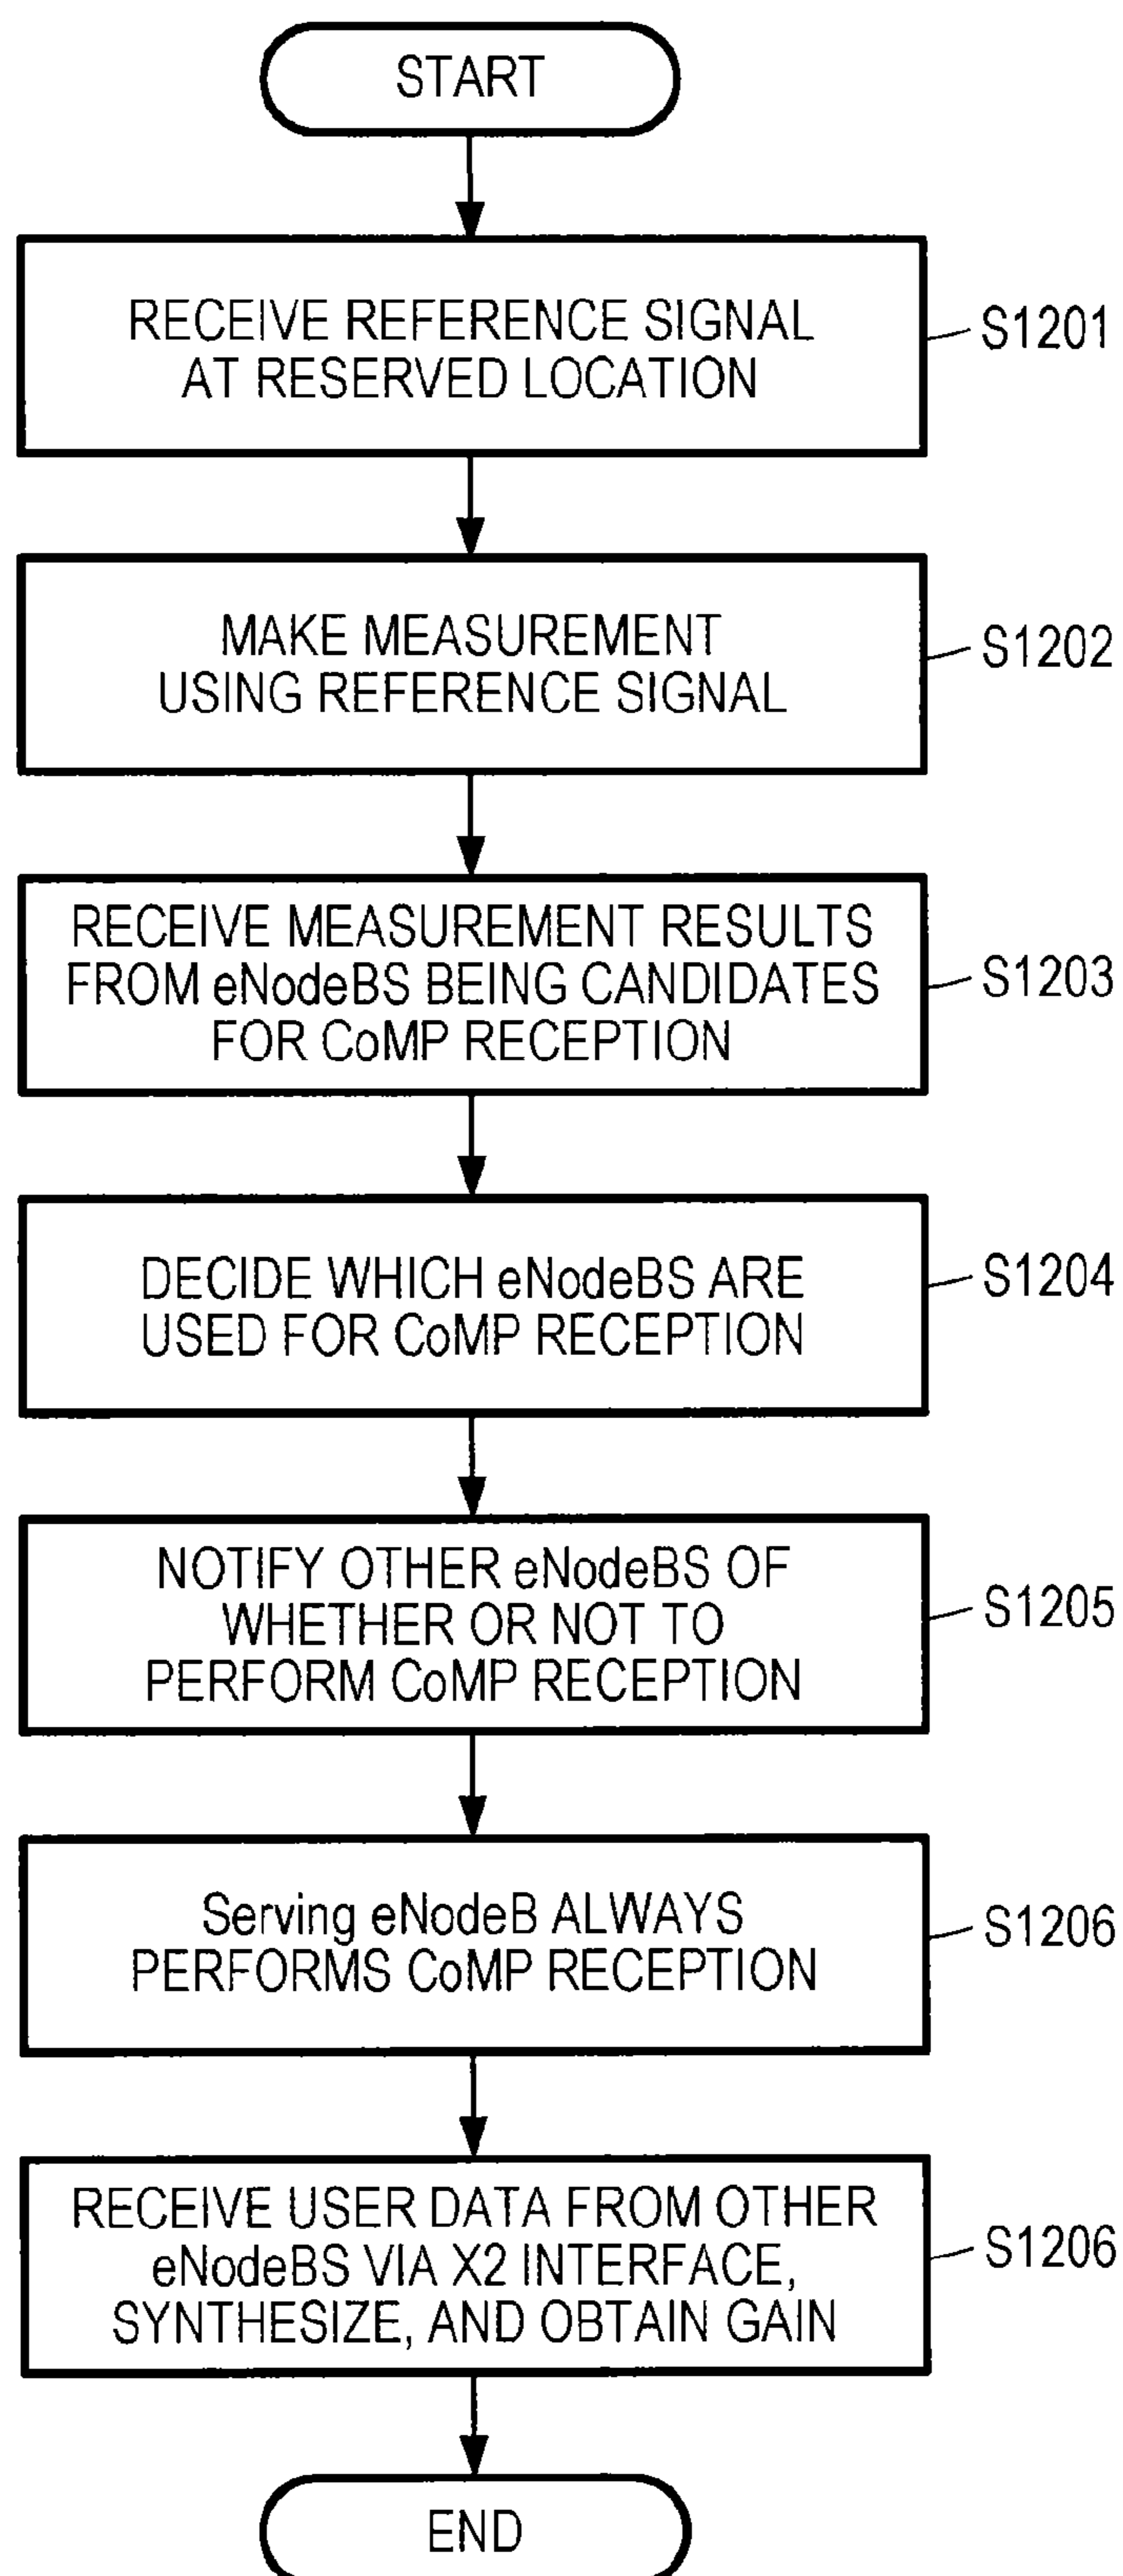 START
RECEIVE REFERENCE SIGNAL
AT RESERVED LOCATION
S1201
MAKE MEASUREMENT
USING REFERENCE SIGNAL
S1202
RECEIVE MEASUREMENT RESULTS
FROM eNodeBS BEING CANDIDATES
FOR CoMP RECEPTION
S1203
DECIDE WHICH eNodeBS ARE
USED FOR CoMP RECEPTION
S1204
NOTIFY OTHER eNodeBS OF
WHETHER OR NOT TO
PERFORM CoMP RECEPTION
S1205
Serving eNodeB ALWAYS
PERFORMS CoMP RECEPTION
S1206
RECEIVE USER DATA FROM OTHER
eNodeBS VIA X2 INTERFACE,
SYNTHESIZE, AND OBTAIN GAIN
S1206
END